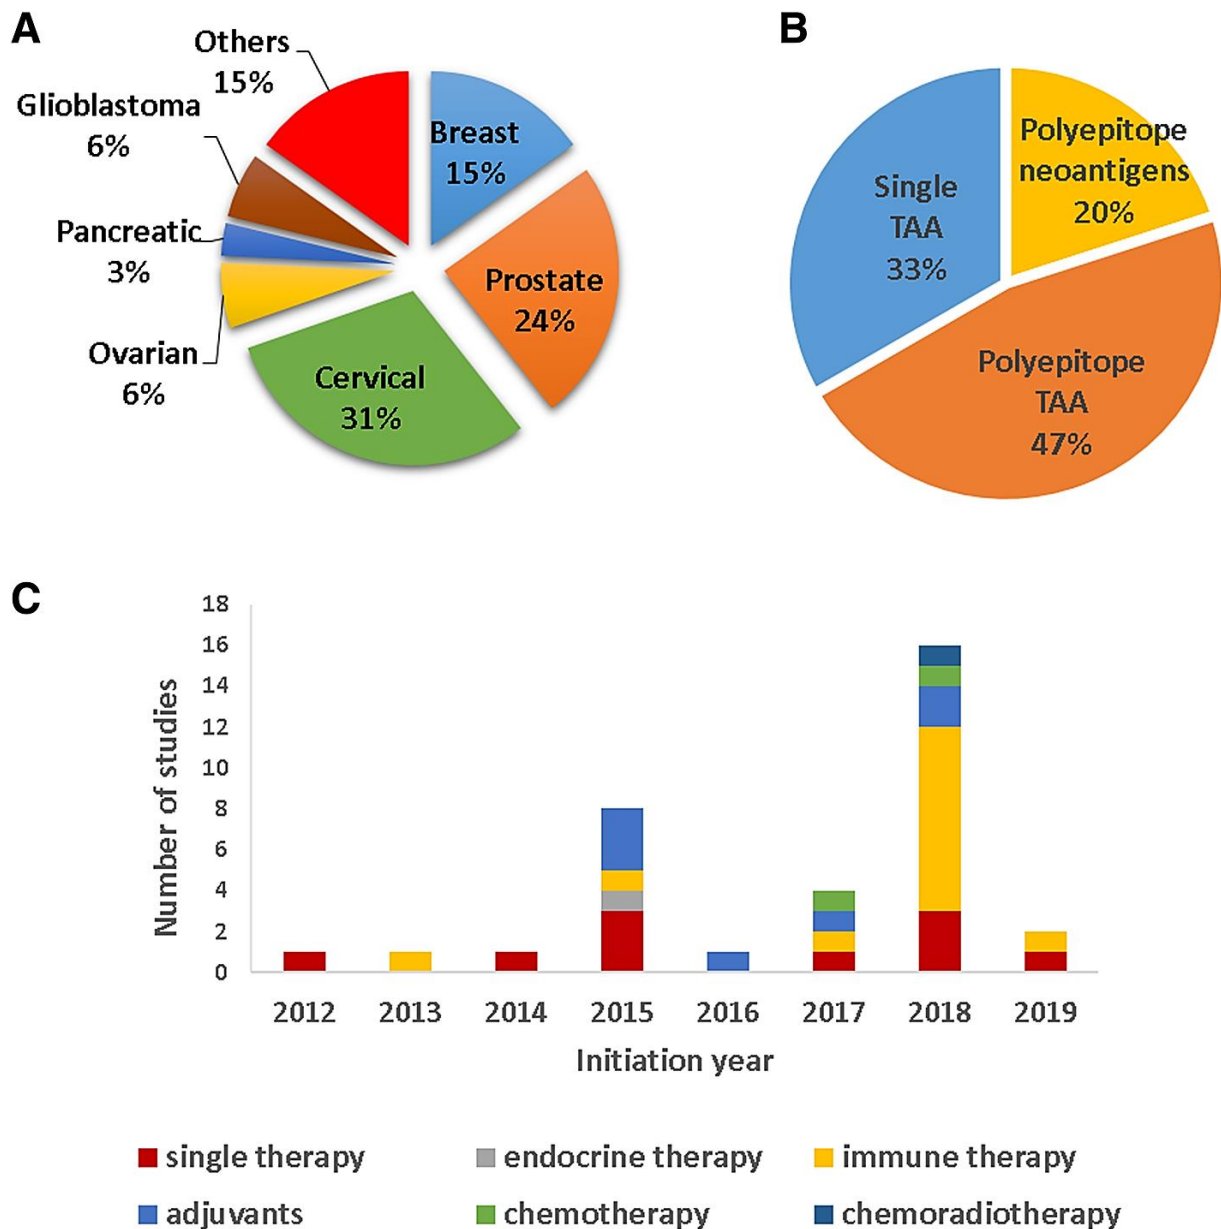 A
Others
15%
Glioblastoma
6%
Pancreatic
3%
Ovarian
6%
Breast
15%
Prostate
24%
Cervical
31%
B
Single
TAA
33%
Polyepitope
neoantigens
20%
Polyepitope
TAA
47%
C
Number of studies
18
16
14
12
10
8
6
4
2
0
2012 2013 2014 2015 2016 2017 2018 2019
Initiation year
single therapy endocrine therapy immune therapy
adjuvants chemotherapy chemoradiotherapy